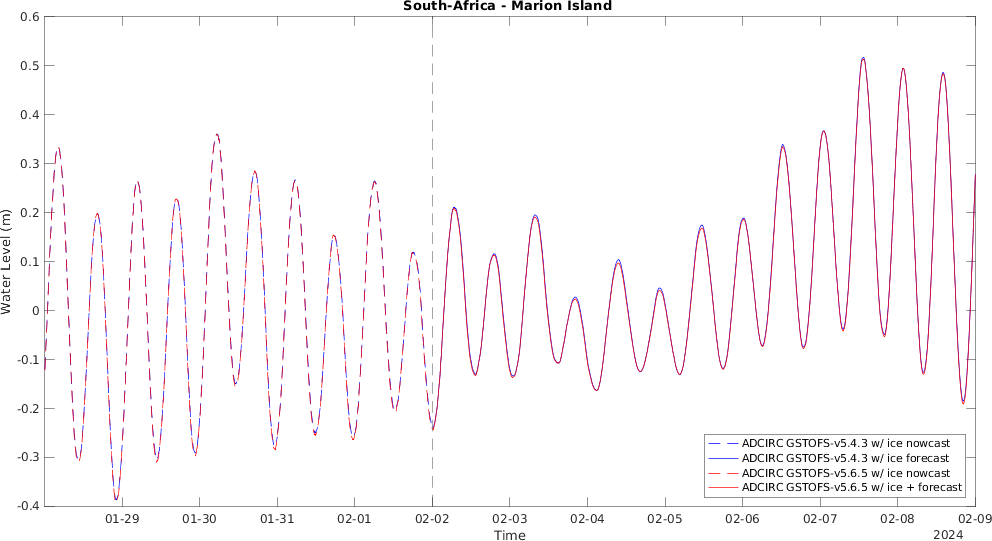 South-Africa - Marion Island
0.6
0.5
0.4
0.3
0.2
0.1
0
-0.1
-0.2
-0.3
-0.4
Water Level (m)
ADCIRC GSTOFS-v5.4.3 w/ ice nowcast
ADCIRC GSTOFS-v5.4.3 w/ ice forecast
ADCIRC GSTOFS-v5.6.5 w/ ice nowcast
ADCIRC GSTOFS-v5.6.5 w/ ice + forecast
01-29 01-30 01-31 02-01 02-02 02-03 02-04 02-05 02-06 02-07 02-08 02-09
Time
2024